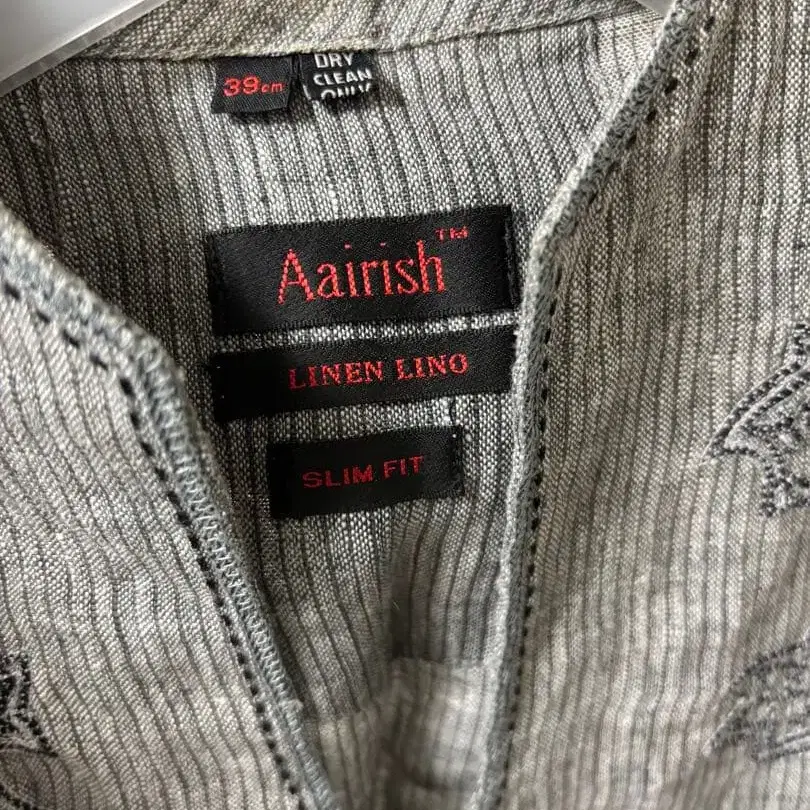 39cm
DRY
CLEAN
ONLY
Aairish™
LINEN LINO
SLIM FIT